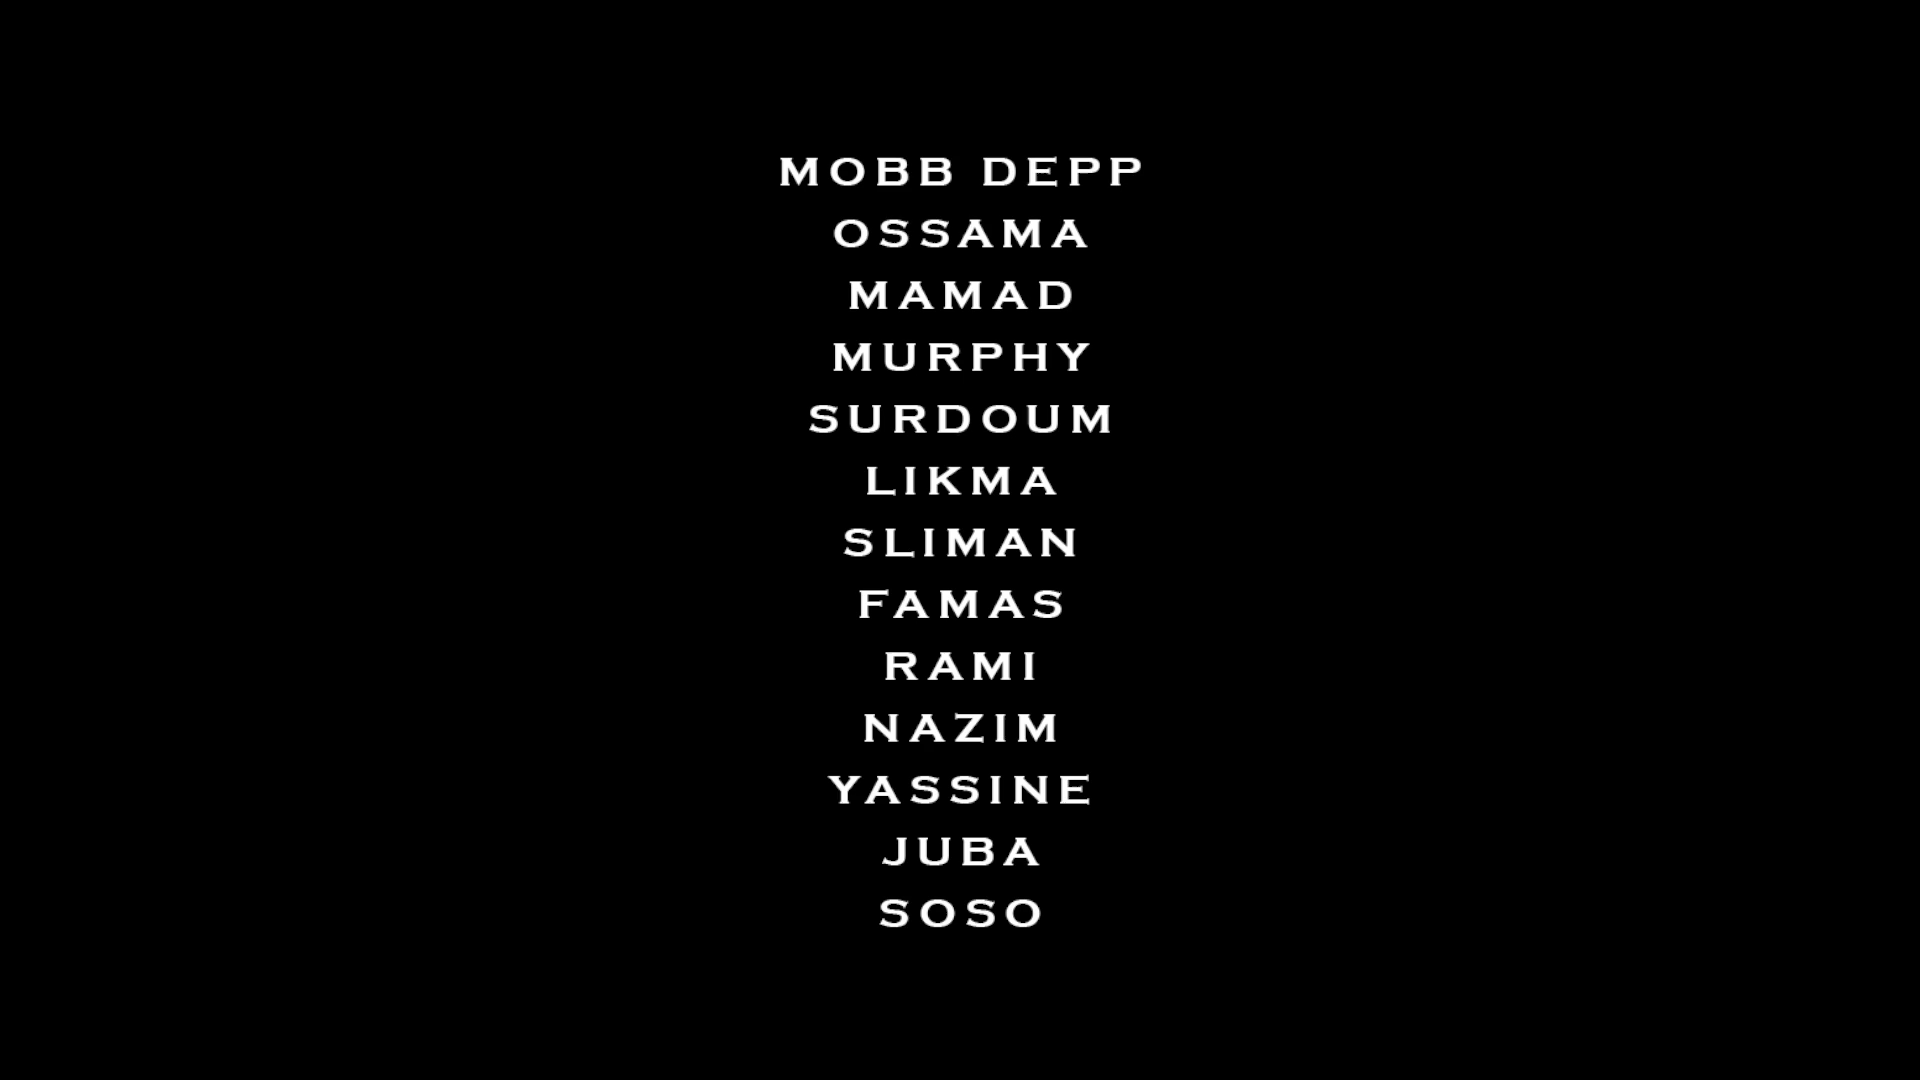 MOBB DEPP
OSSAMA
MAMAD
MURPHY
SURDOUM
LIKMA
SLIMAN
FAMAS
RAMI
NAZIM
YASSINE
JUBA
SOSO